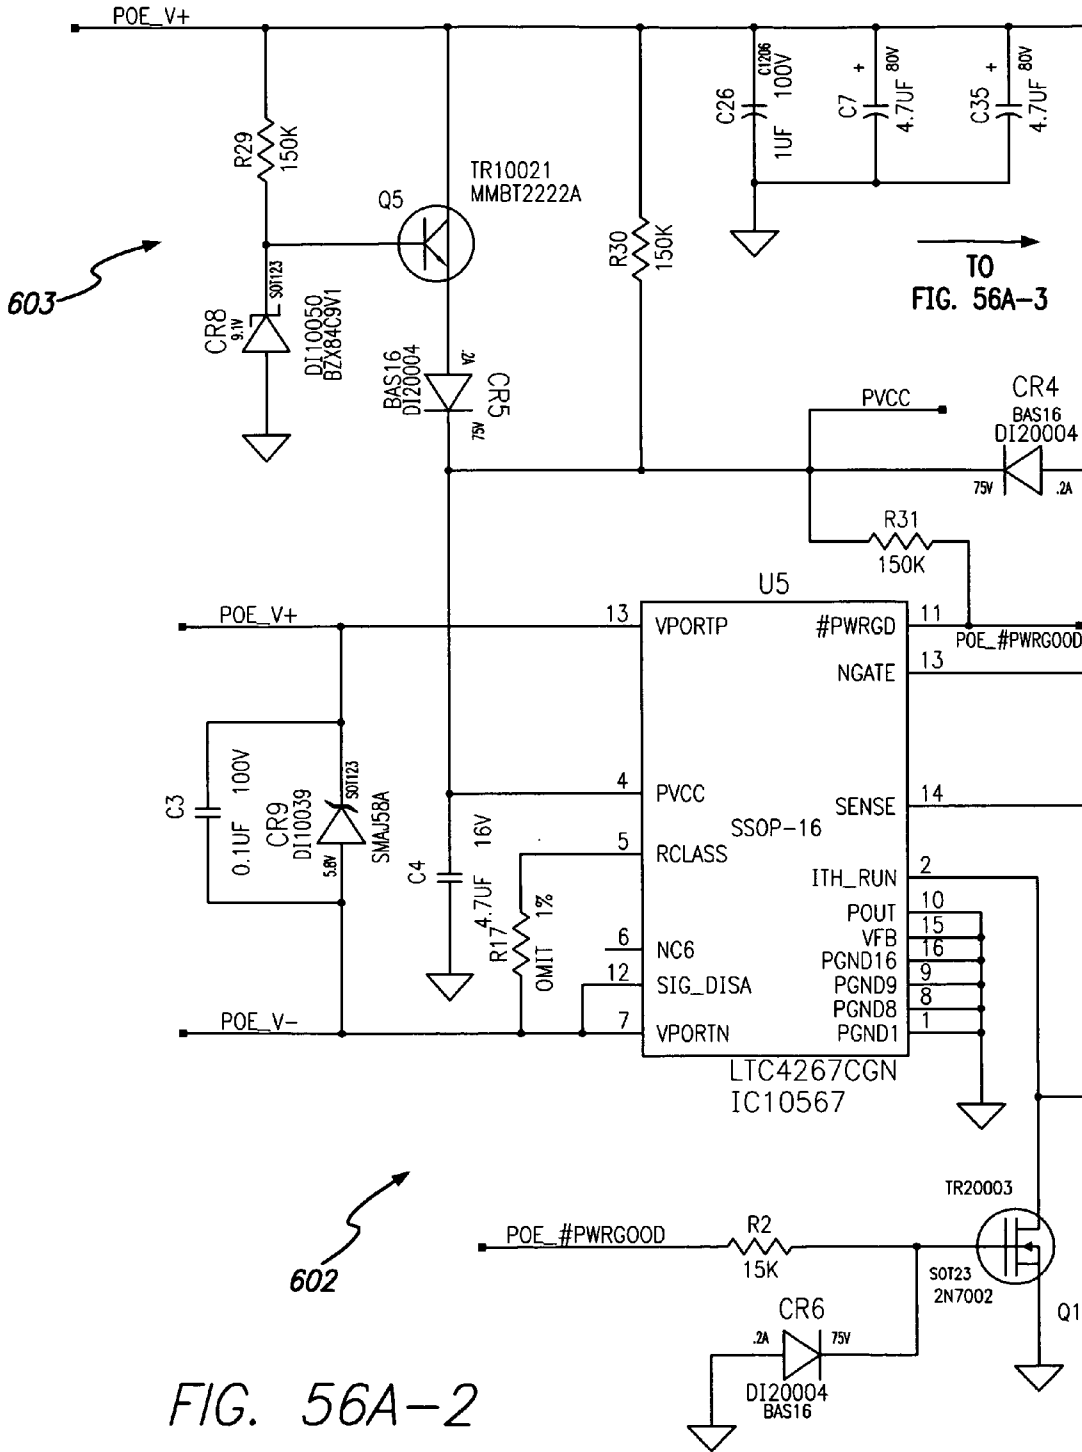 POE_V+
R29
150K
Q5
TR10021
MMBT2222A
R30
150K
C26
C1206
100V
1UF
+
80V
C7
4.7UF
+
80V
C35
4.7UF
603
TO
FIG. 56A-3
CR8
9.1V
SOT123
DI10050
BZX84C9V1
BAS16
DI20004
.2A
CR5
75V
PVCC
CR4
BAS16
DI20004
75V
.2A
R31
150K
U5
POE_V+
13
VPORTP
#PWRGD
11
POE_#PWRGOOD
NGATE
13
C3
0.1UF
100V
CR9
DI10039
SOT123
5.8V
SMAJ58A
4
PVCC
SENSE
14
SSOP-16
C4
4.7UF
16V
5
RCLASS
ITH_RUN
2
R17
OMIT
1%
POUT
10
VFB
15
6
NC6
PGND16
16
12
SIG_DISA
PGND9
9
PGND8
8
POE_V-
7
VPORTN
PGND1
1
LTC4267CGN
IC10567
602
POE_#PWRGOOD
R2
15K
TR20003
SOT23
2N7002
Q1
CR6
.2A
75V
DI20004
BAS16
FIG. 56A-2